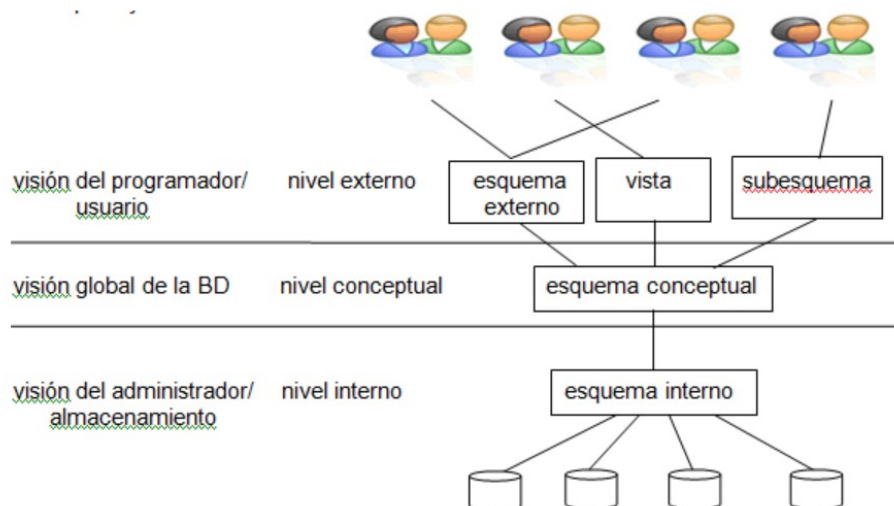 visión del programador/ nivel externo esquema vista subesquema
usuario externo
visión global de la BD nivel conceptual esquema conceptual
visión del administrador/ nivel interno esquema interno
almacenamiento